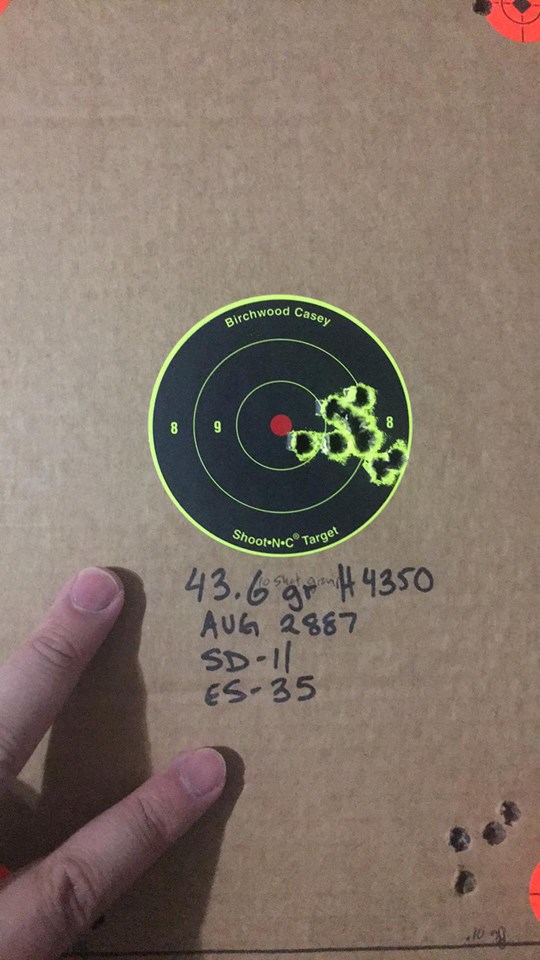 Birchwood Casey
8 9 8
Shoot•N•C® Target
10 shot group
43.6 gr H4350
AUG 2887
SD-11
ES-35